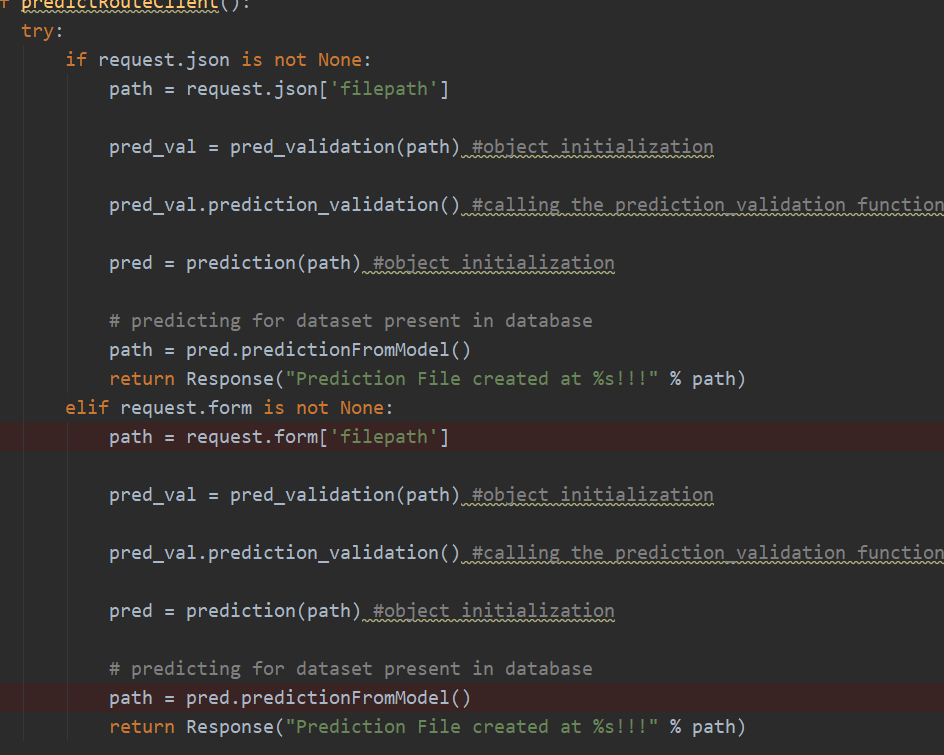 f predictRouteClient():
    try:
        if request.json is not None:
            path = request.json['filepath']

            pred_val = pred_validation(path) #object initialization

            pred_val.prediction_validation() #calling the prediction_validation function

            pred = prediction(path) #object initialization

            # predicting for dataset present in database
            path = pred.predictionFromModel()
            return Response("Prediction File created at %s!!!" % path)
        elif request.form is not None:
            path = request.form['filepath']

            pred_val = pred_validation(path) #object initialization

            pred_val.prediction_validation() #calling the prediction_validation function

            pred = prediction(path) #object initialization

            # predicting for dataset present in database
            path = pred.predictionFromModel()
            return Response("Prediction File created at %s!!!" % path)